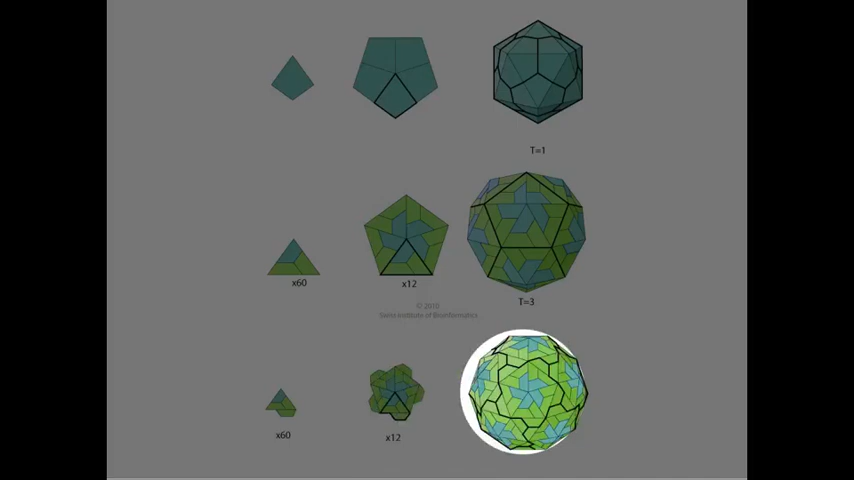 T=1
x60
x12
T=3
© 2010
Swiss Institute of Bioinformatics
x60
x12